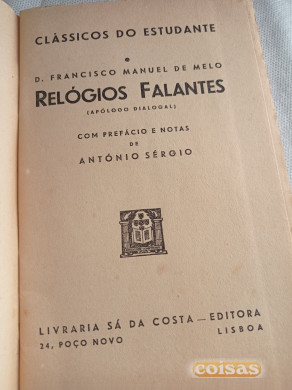 CLÀSSICOS DO ESTUDANTE
D. FRANCISCO MANUEL DE MELO
RELÓGIOS FALANTES
(APÓLOGO DIALOGAL)
COM PREFÁCIO E NOTAS
DE
ANTÓNIO SÉRGIO
LIVRARIA SÁ DA COSTA — EDITORA
24, POÇO NOVO LISBOA
coisas